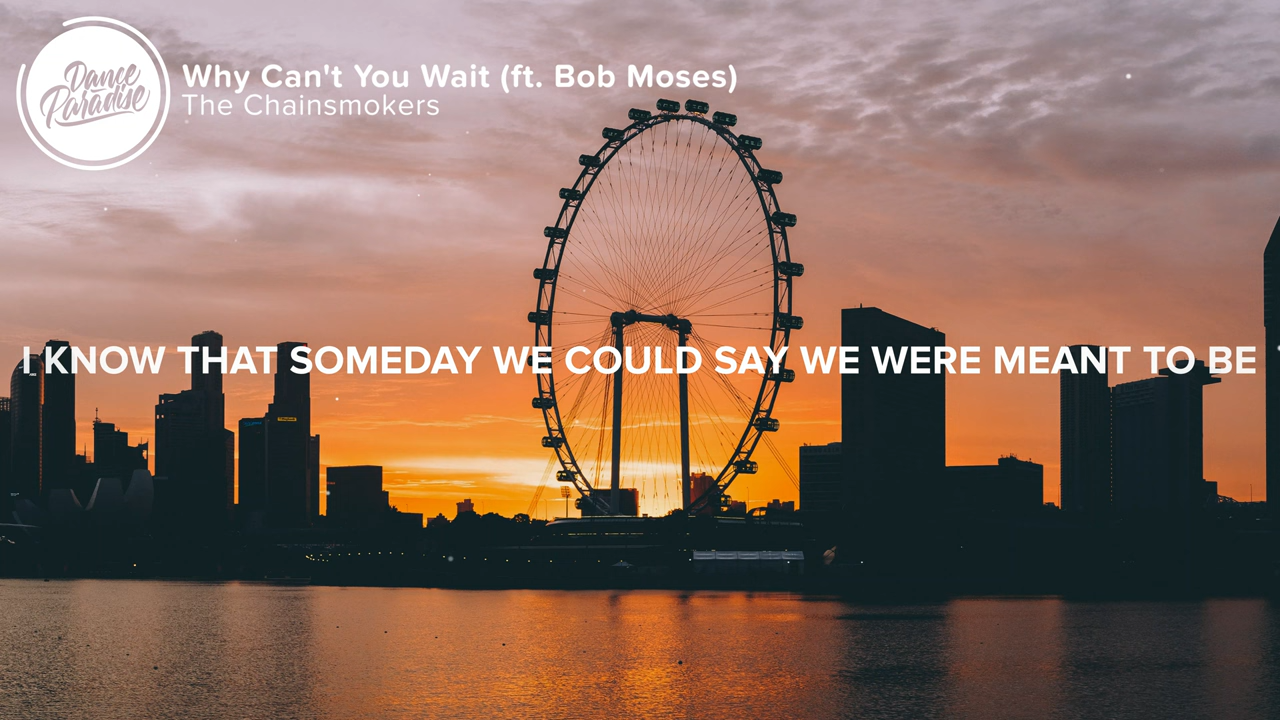 Dance
Paradise
Why Can't You Wait (ft. Bob Moses)
The Chainsmokers
I KNOW THAT SOMEDAY WE COULD SAY WE WERE MEANT TO BE